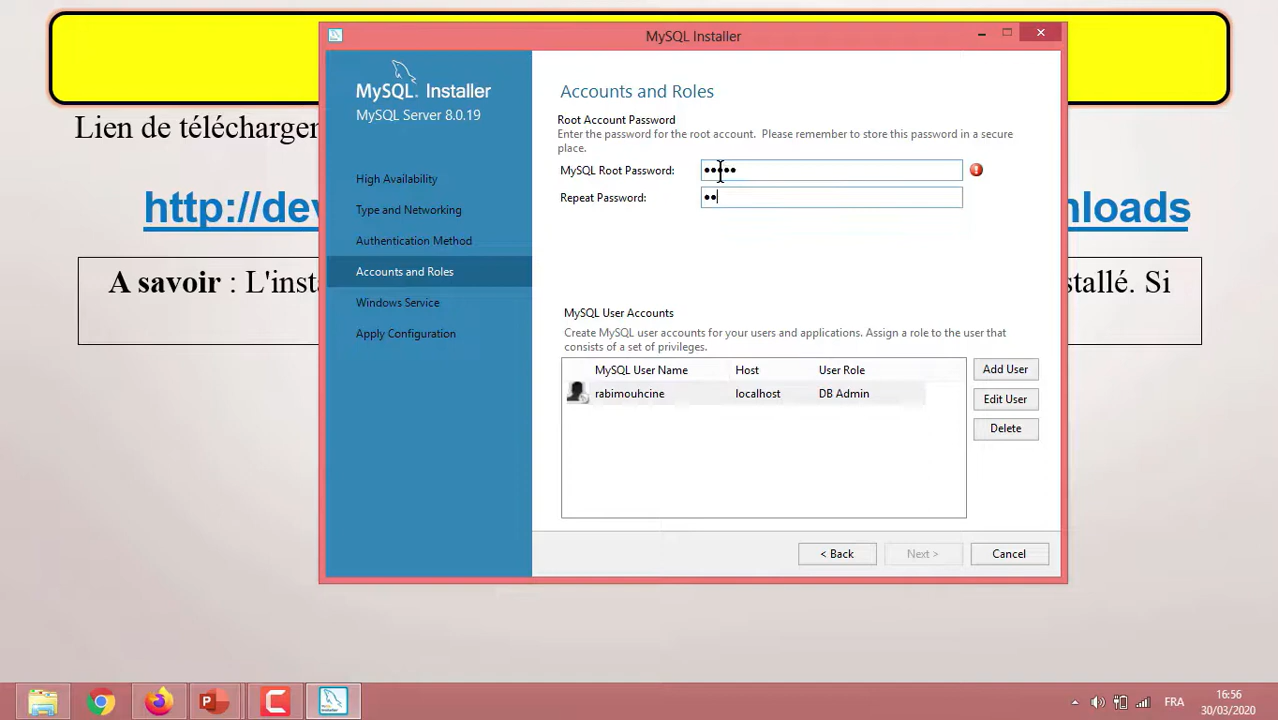 MySQL Installer
MySQL. Installer
MySQL Server 8.0.19
High Availability
Type and Networking
Authentication Method
Accounts and Roles
Windows Service
Apply Configuration
Accounts and Roles
Root Account Password
Enter the password for the root account. Please remember to store this password in a secure
place.
MySQL Root Password: •••••
Repeat Password: ••
MySQL User Accounts
Create MySQL user accounts for your users and applications. Assign a role to the user that
consists of a set of privileges.
MySQL User Name Host User Role
rabimouhcine localhost DB Admin
Add User
Edit User
Delete
< Back Next > Cancel
Lien de
http://
A savoir : stallé. Si
FRA
16:56
30/03/2020